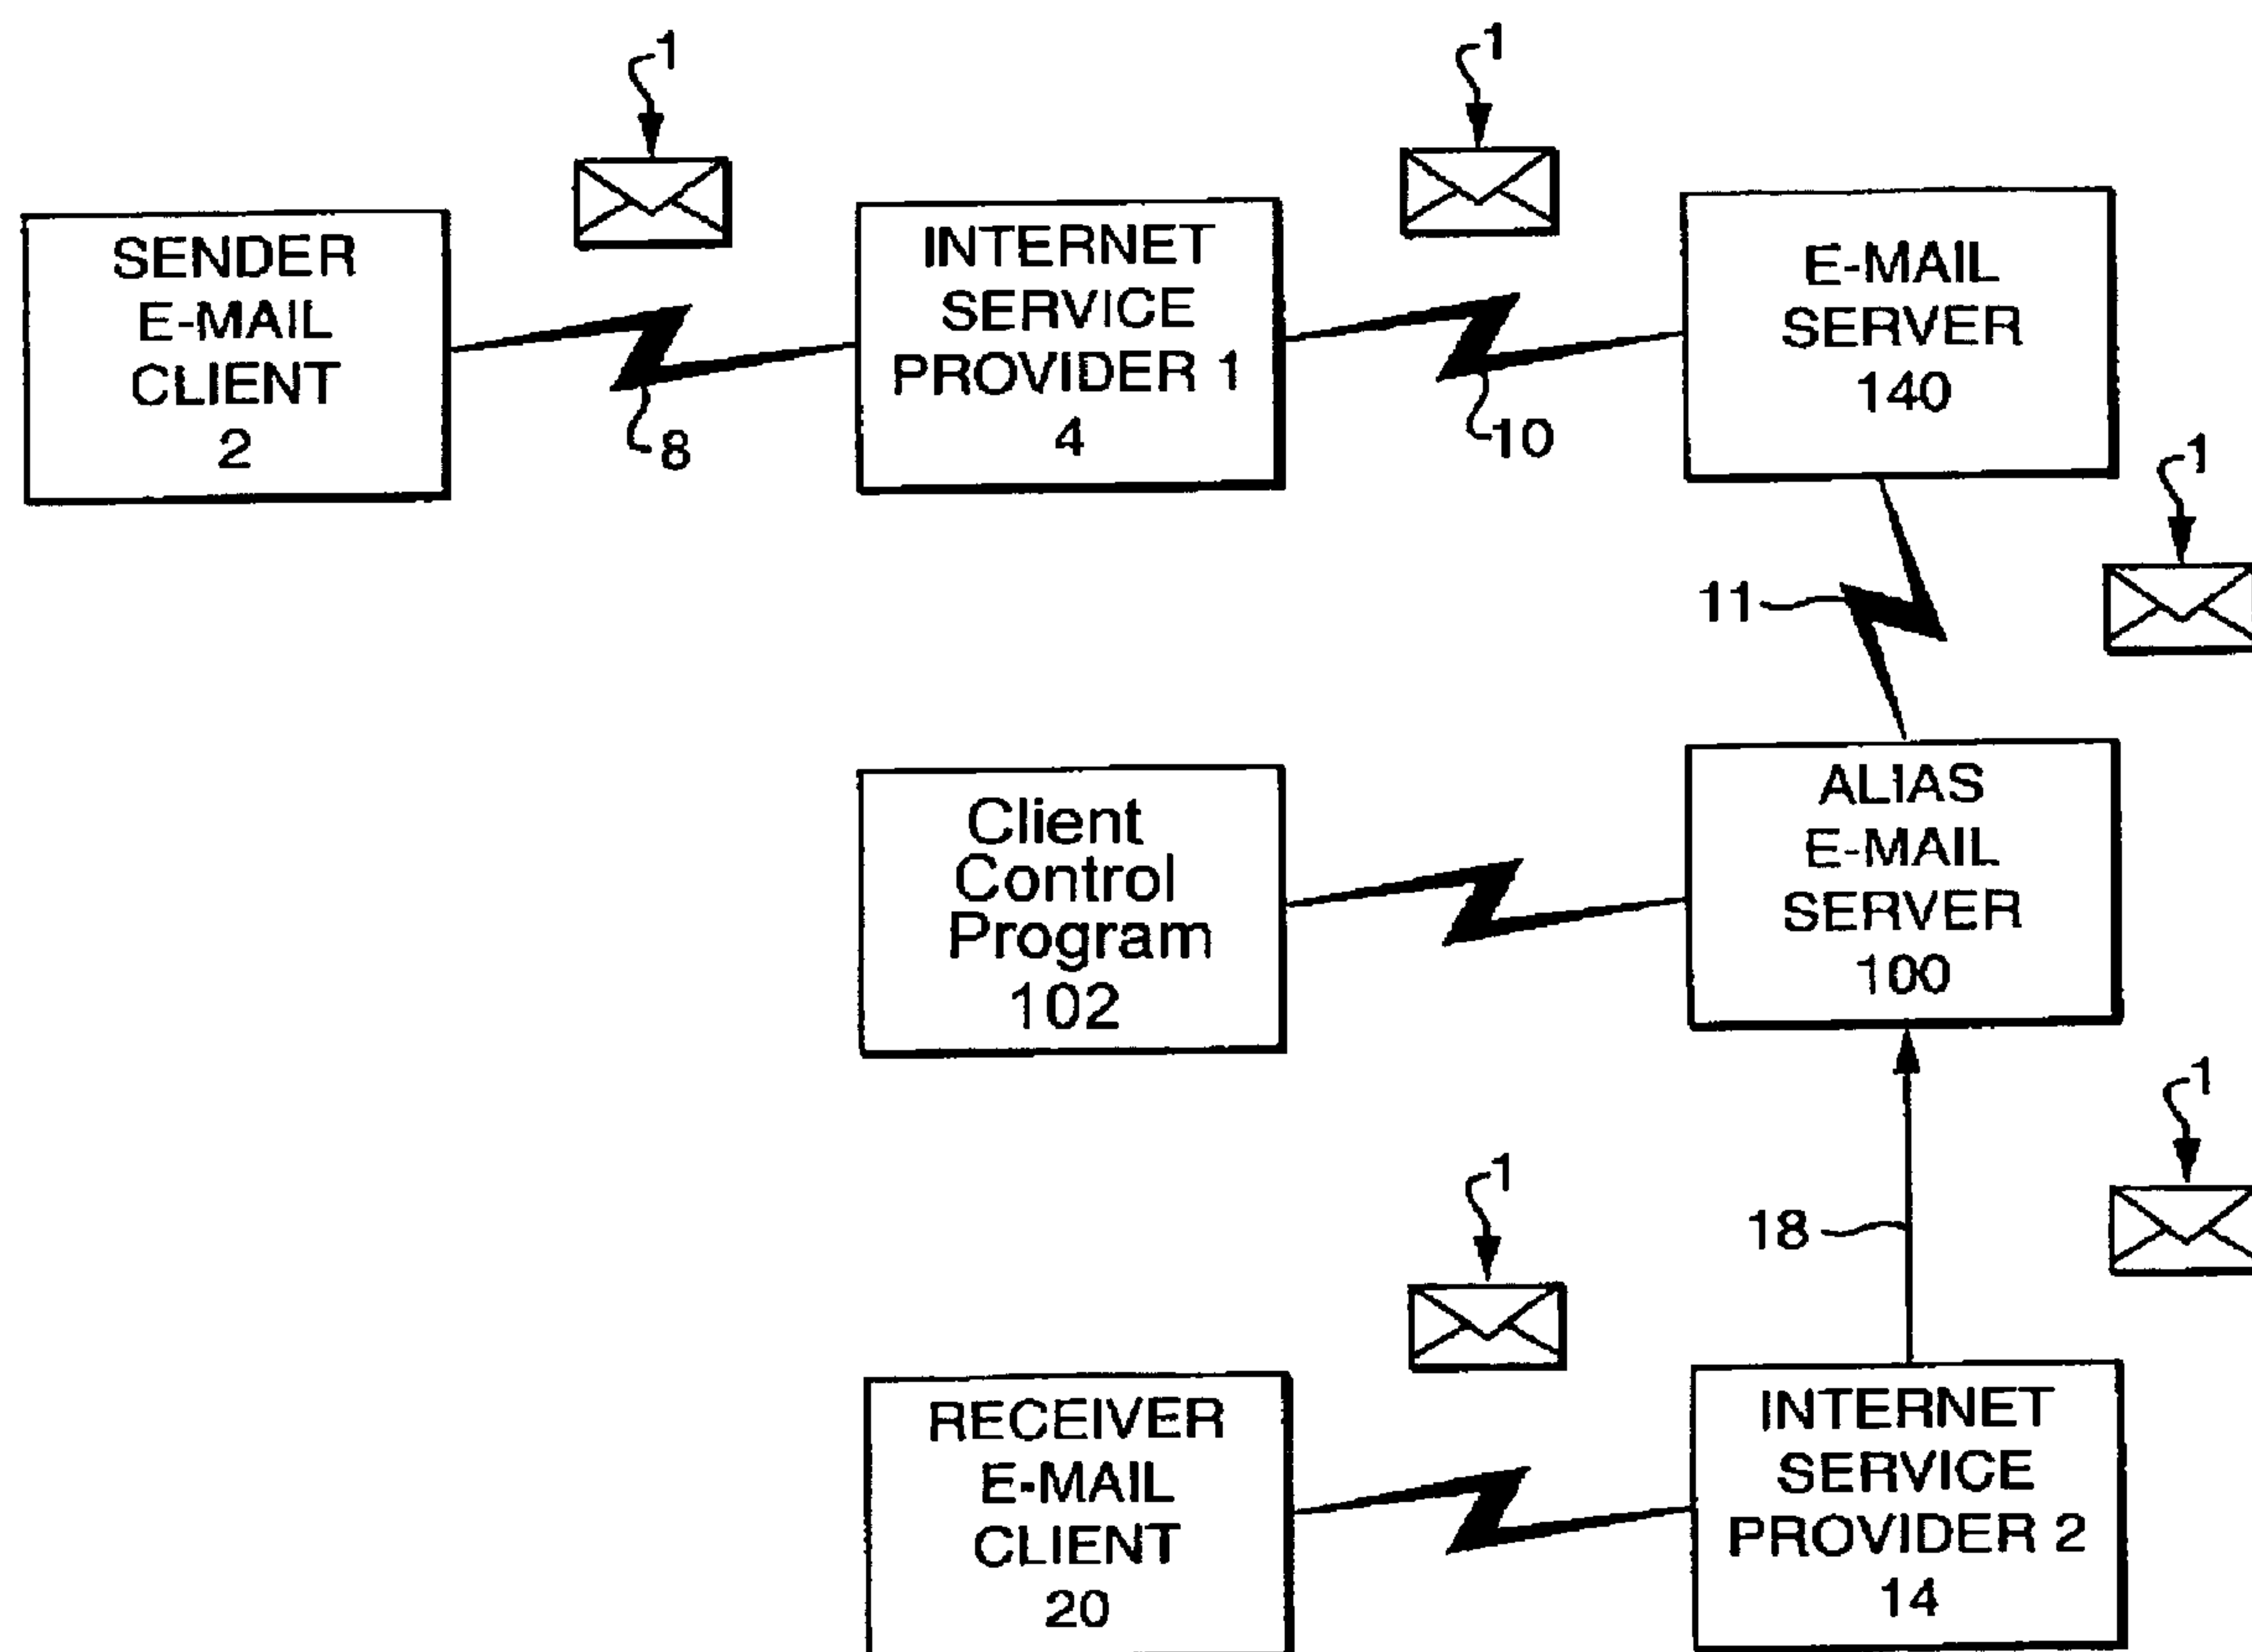 1
1
SENDER
E-MAIL
CLIENT
2
INTERNET
SERVICE
PROVIDER 1
4
E-MAIL
SERVER
140
8
10
1
11
Client
Control
Program
102
ALIAS
E-MAIL
SERVER
100
1
1
18
RECEIVER
E-MAIL
CLIENT
20
INTERNET
SERVICE
PROVIDER 2
14